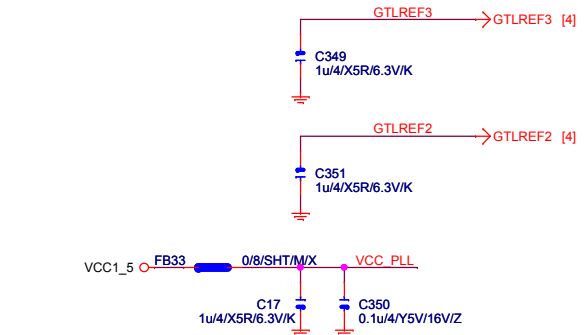 GTLREF3
GTLREF3 [4]
C349
1u/4/X5R/6.3V/K
GTLREF2
GTLREF2 [4]
C351
1u/4/X5R/6.3V/K
VCC1_5
FB33
0/8/SHT/M/X
VCC_PLL
C17
1u/4/X5R/6.3V/K
C350
0.1u/4/Y5V/16V/Z